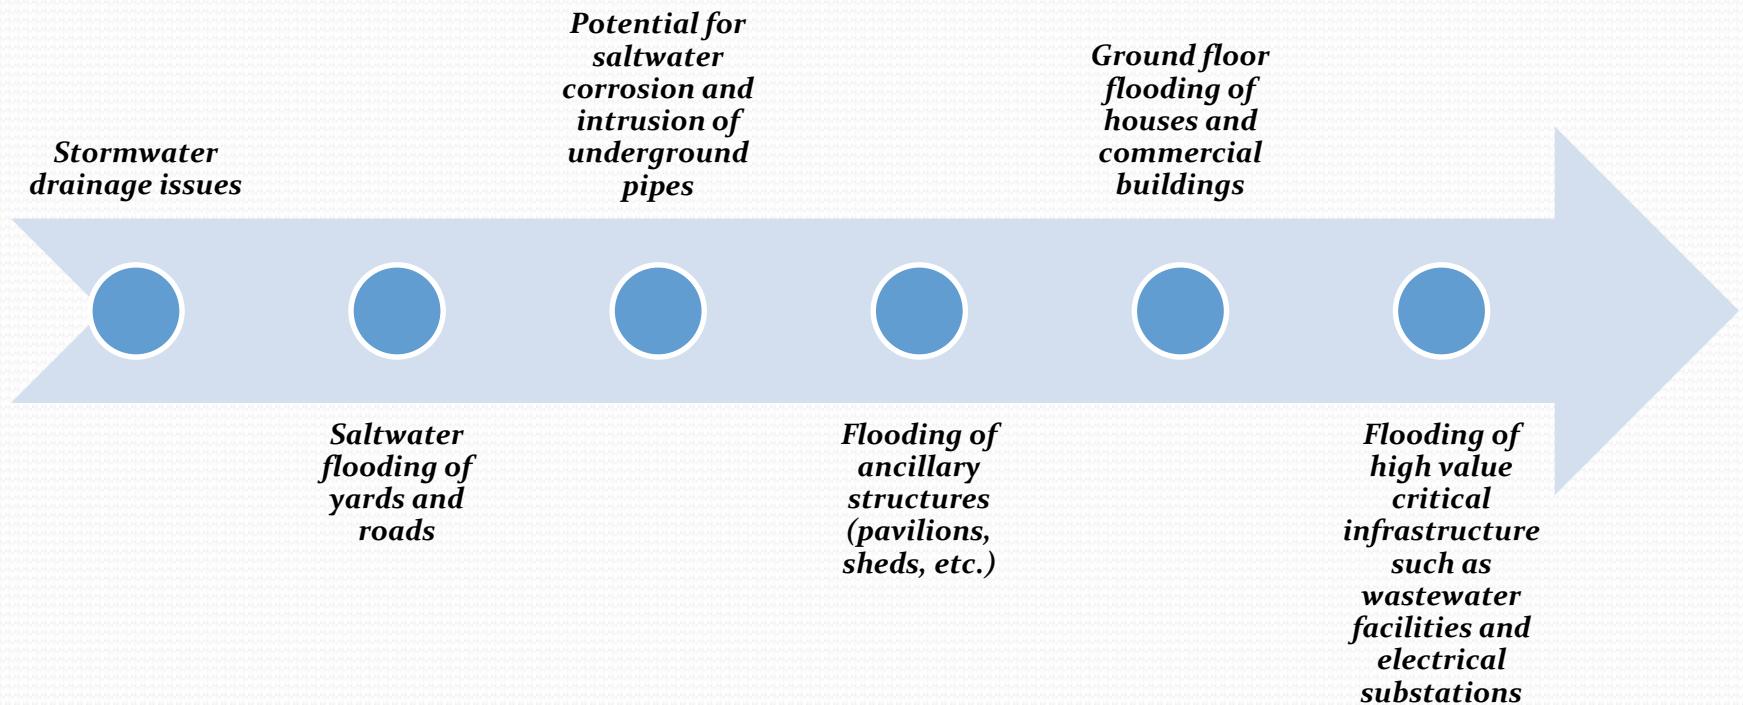 Stormwater
drainage issues
Saltwater
flooding of
yards and
roads
Potential for
saltwater
corrosion and
intrusion of
underground
pipes
Flooding of
ancillary
structures
(pavilions,
sheds, etc.)
Ground floor
flooding of
houses and
commercial
buildings
Flooding of
high value
critical
infrastructure
such as
wastewater
facilities and
electrical
substations